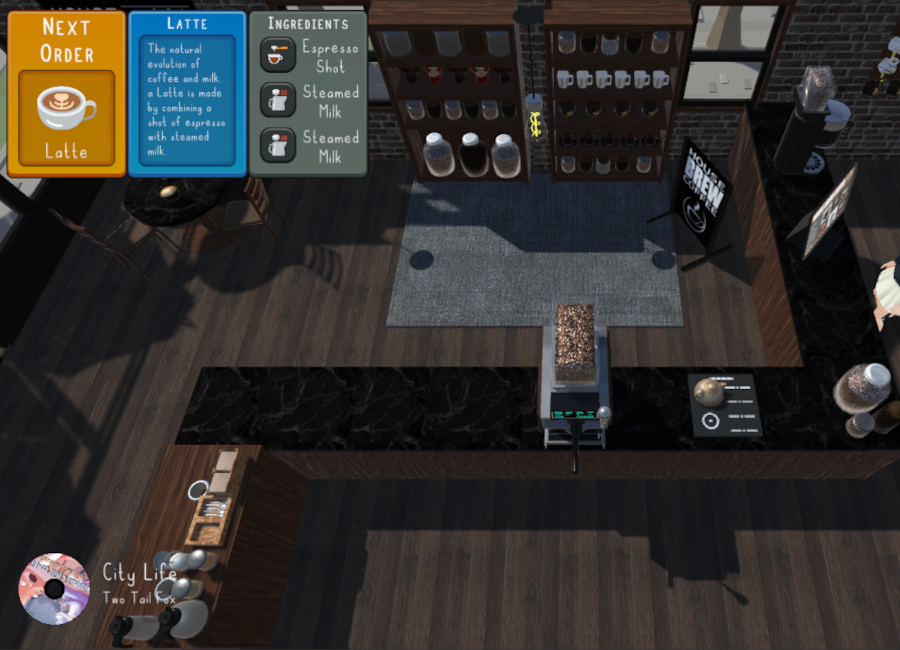 Next
Order
Latte
Latte
The natural
evolution of
coffee and milk.
a Latte is made
by combining a
shot of espresso
with steamed
milk.
Ingredients
Espresso
Shot
Steamed
Milk
Steamed
Milk
HOUSE
BREW
COFFEE
City Life
Two Tail Fox